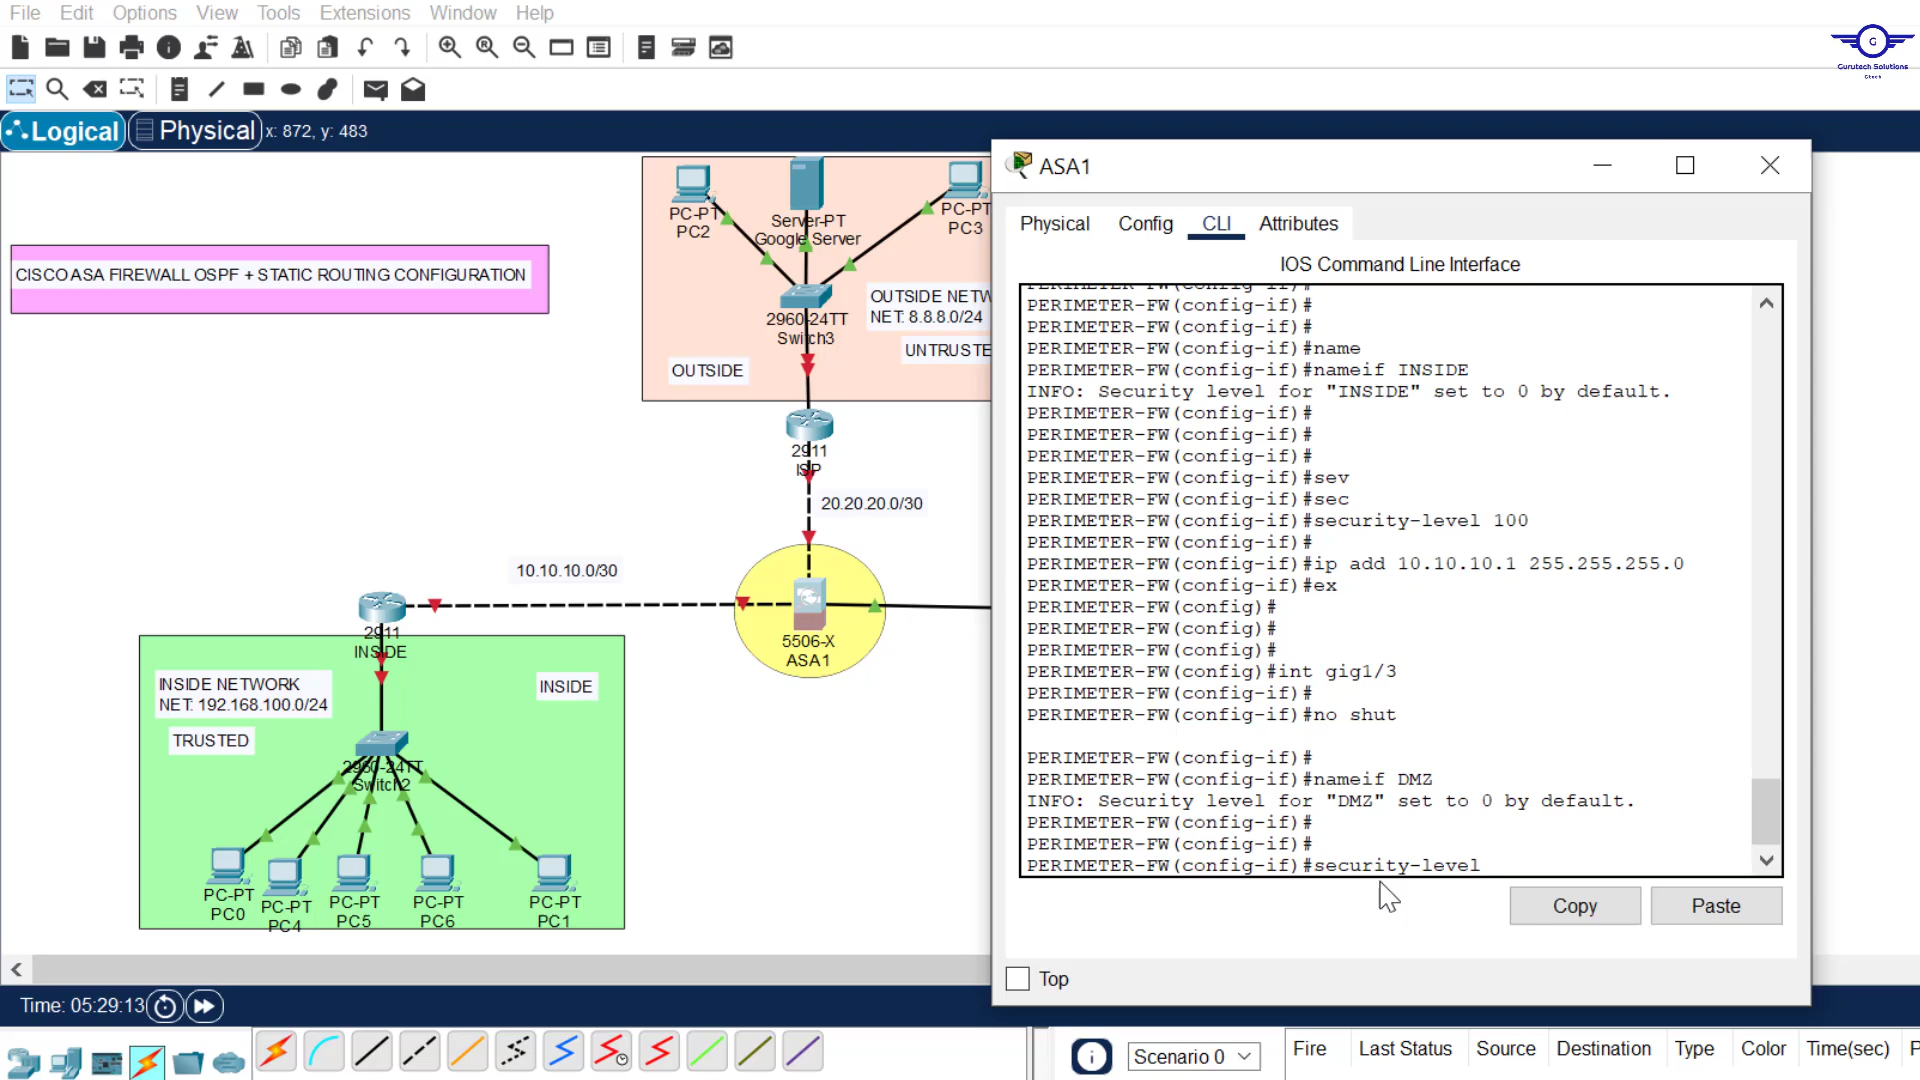 File Edit Options View Tools Extensions Window Help
G
Gurutech Solutions
Gtech
Logical
Physical
x: 872, y: 483
CISCO ASA FIREWALL OSPF + STATIC ROUTING CONFIGURATION
PC-PT
PC2
Server-PT
Google Server
PC-PT
PC3
2960-24TT
Switch3
OUTSIDE NETW
NET: 8.8.8.0/24
UNTRUSTE
OUTSIDE
2911
ISP
20.20.20.0/30
10.10.10.0/30
5506-X
ASA1
2911
INSIDE
INSIDE NETWORK
NET: 192.168.100.0/24
TRUSTED
INSIDE
2960-24TT
Switch2
PC-PT
PC0
PC-PT
PC4
PC-PT
PC5
PC-PT
PC6
PC-PT
PC1
ASA1
Physical Config CLI Attributes
IOS Command Line Interface
PERIMETER-FW(config-if)#
PERIMETER-FW(config-if)#
PERIMETER-FW(config-if)#
PERIMETER-FW(config-if)#name
PERIMETER-FW(config-if)#nameif INSIDE
INFO: Security level for "INSIDE" set to 0 by default.
PERIMETER-FW(config-if)#
PERIMETER-FW(config-if)#
PERIMETER-FW(config-if)#
PERIMETER-FW(config-if)#sev
PERIMETER-FW(config-if)#sec
PERIMETER-FW(config-if)#security-level 100
PERIMETER-FW(config-if)#
PERIMETER-FW(config-if)#ip add 10.10.10.1 255.255.255.0
PERIMETER-FW(config-if)#ex
PERIMETER-FW(config)#
PERIMETER-FW(config)#
PERIMETER-FW(config)#
PERIMETER-FW(config)#int gig1/3
PERIMETER-FW(config-if)#
PERIMETER-FW(config-if)#no shut
PERIMETER-FW(config-if)#
PERIMETER-FW(config-if)#nameif DMZ
INFO: Security level for "DMZ" set to 0 by default.
PERIMETER-FW(config-if)#
PERIMETER-FW(config-if)#
PERIMETER-FW(config-if)#security-level
Copy
Paste
Top
Time: 05:29:13
Scenario 0
Fire Last Status Source Destination Type Color Time(sec) P